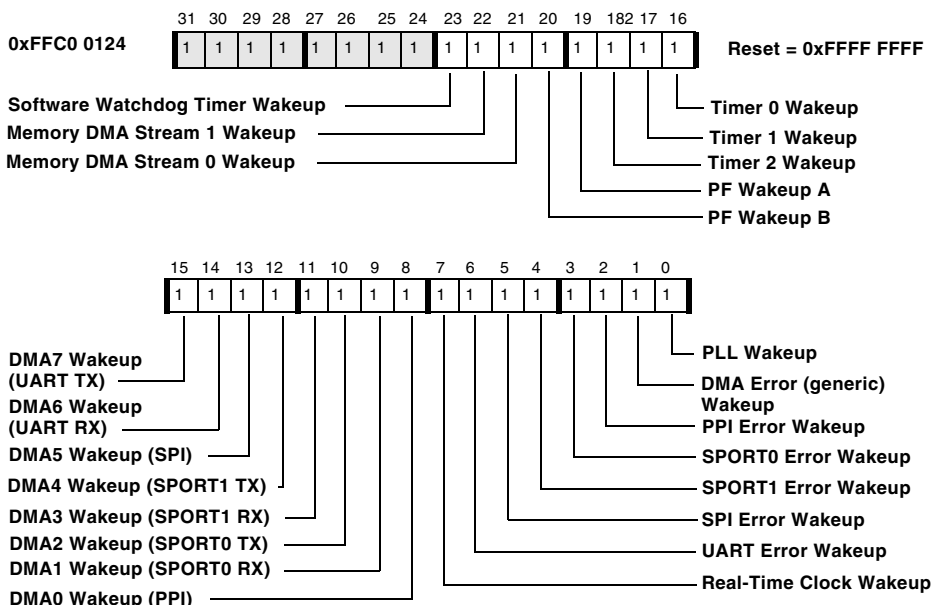 31 30 29 28 27 26 25 24 23 22 21 20 19 182 17 16
0xFFC0 0124
1 1 1 1 1 1 1 1 1 1 1 1 1 1 1 1
Reset = 0xFFFF FFFF
Software Watchdog Timer Wakeup
Memory DMA Stream 1 Wakeup
Memory DMA Stream 0 Wakeup
Timer 0 Wakeup
Timer 1 Wakeup
Timer 2 Wakeup
PF Wakeup A
PF Wakeup B
15 14 13 12 11 10 9 8 7 6 5 4 3 2 1 0
1 1 1 1 1 1 1 1 1 1 1 1 1 1 1 1
DMA7 Wakeup
(UART TX)
DMA6 Wakeup
(UART RX)
DMA5 Wakeup (SPI)
DMA4 Wakeup (SPORT1 TX)
DMA3 Wakeup (SPORT1 RX)
DMA2 Wakeup (SPORT0 TX)
DMA1 Wakeup (SPORT0 RX)
DMA0 Wakeup (PPI)
PLL Wakeup
DMA Error (generic)
Wakeup
PPI Error Wakeup
SPORT0 Error Wakeup
SPORT1 Error Wakeup
SPI Error Wakeup
UART Error Wakeup
Real-Time Clock Wakeup